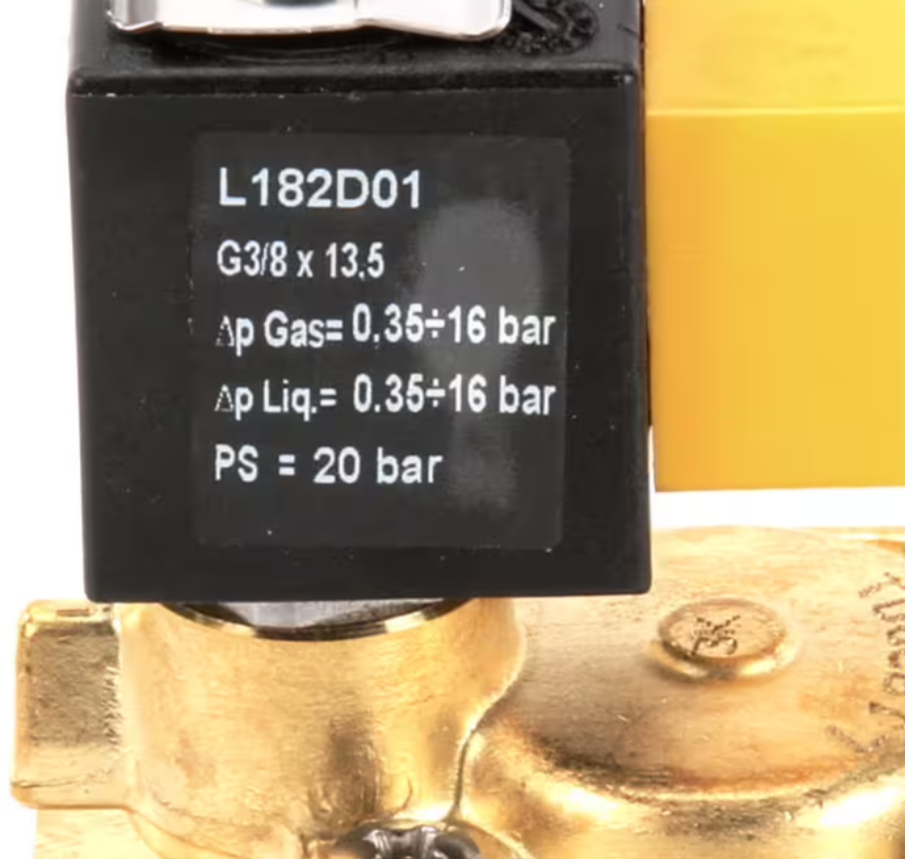 L182D01
G3/8 x 13.5
Δp Gas= 0.35÷16 bar
Δp Liq.= 0.35÷16 bar
PS = 20 bar